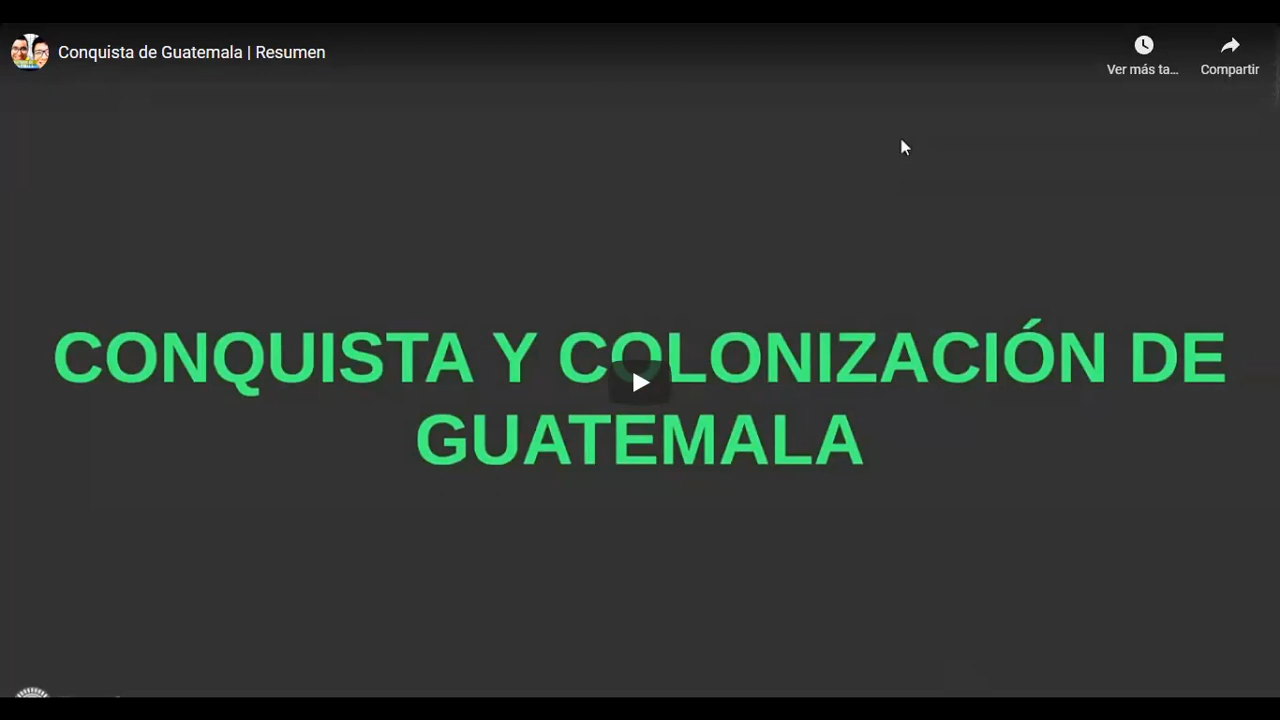 Conquista de Guatemala | Resumen
Ver más ta...
Compartir
CONQUISTA Y COLONIZACIÓN DE
GUATEMALA